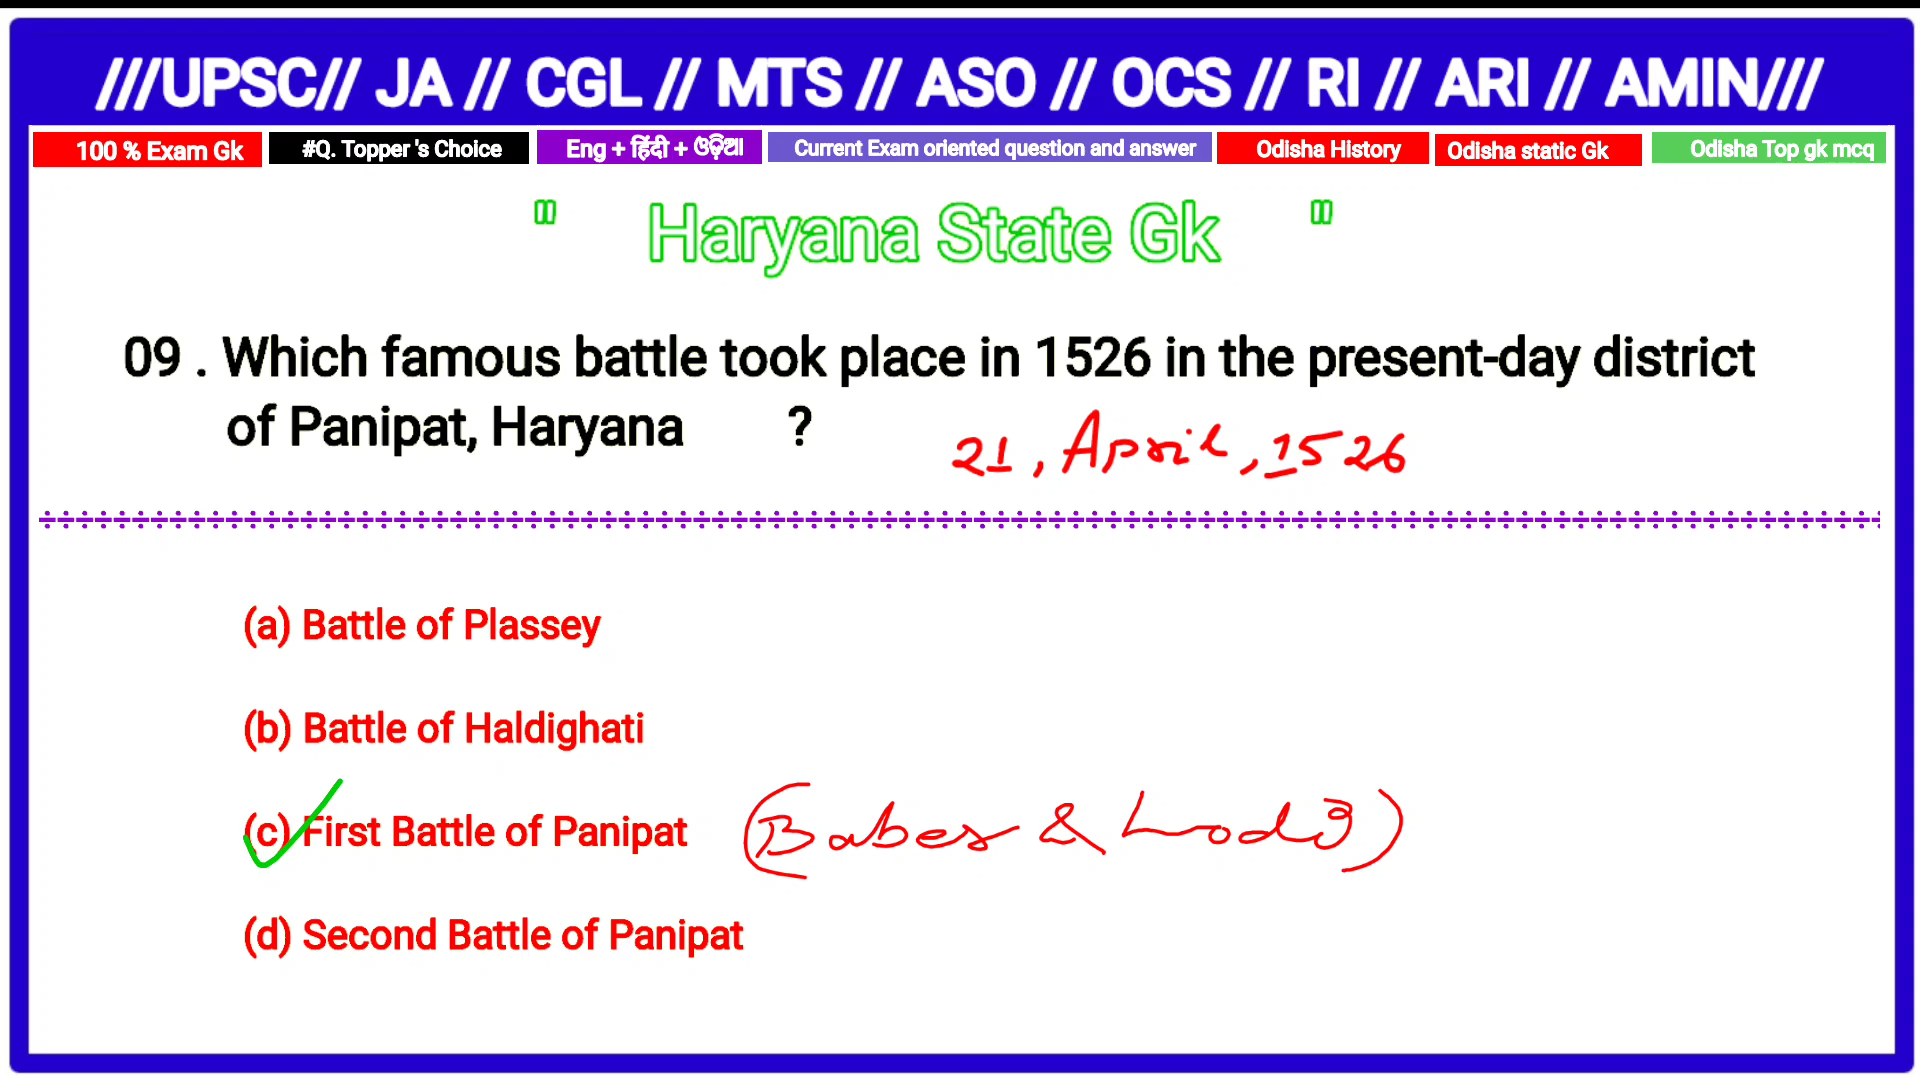 ///UPSC// JA // CGL // MTS // ASO // OCS // RI // ARI // AMIN///
100 % Exam Gk #Q. Topper 's Choice Eng + हिंदी + ଓଡ଼ିଆ Current Exam oriented question and answer Odisha History Odisha static Gk Odisha Top gk mcq
" Haryana State Gk "
09 . Which famous battle took place in 1526 in the present-day district
of Panipat, Haryana ?
21, April, 1526
(a) Battle of Plassey
(b) Battle of Haldighati
(c) First Battle of Panipat (Baber & Lodi)
(d) Second Battle of Panipat